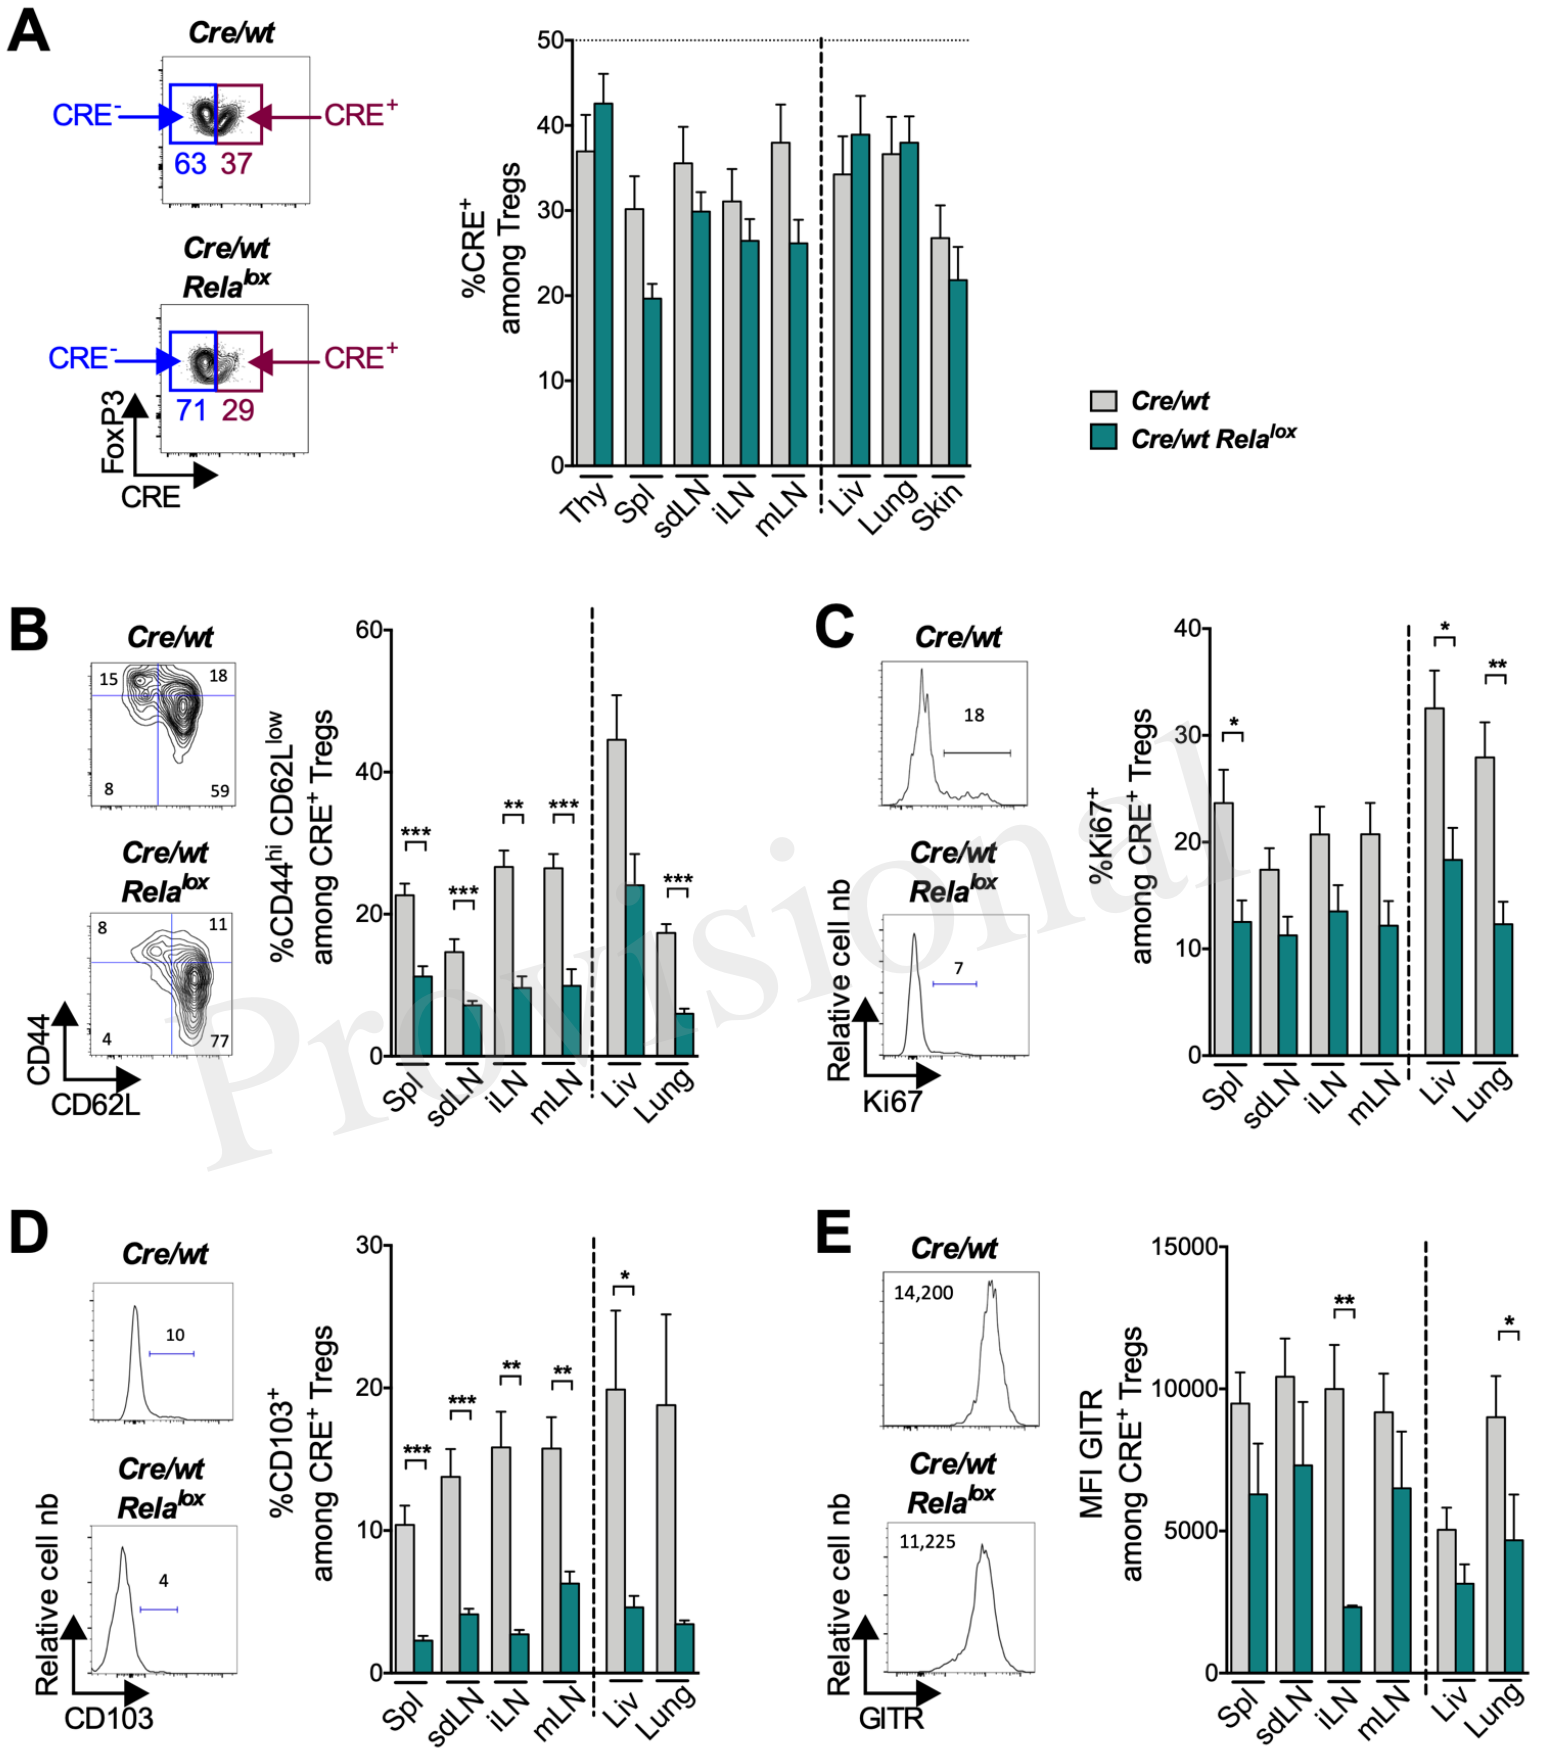 A
Cre/wt
CRE-
CRE+
63 37
Cre/wt
Relalox
CRE-
CRE+
71 29
FoxP3
CRE
%CRE+
among Tregs
50
40
30
20
10
0
Thy Spl sdLN iLN mLN Liv Lung Skin
Cre/wt
Cre/wt Relalox
B
Cre/wt
15 18
8 59
Cre/wt
Relalox
8 11
4 77
CD44
CD62L
%CD44hi CD62Llow
among CRE+ Tregs
60
40
20
0
*** *** ** *** ***
Spl sdLN iLN mLN Liv Lung
C
Cre/wt
18
Cre/wt
Relalox
7
Relative cell nb
Ki67
%Ki67+
among CRE+ Tregs
40
30
20
10
0
* * **
Spl sdLN iLN mLN Liv Lung
D
Cre/wt
10
Cre/wt
Relalox
4
Relative cell nb
CD103
%CD103+
among CRE+ Tregs
30
20
10
0
*** *** ** ** *
Spl sdLN iLN mLN Liv Lung
E
Cre/wt
14,200
Cre/wt
Relalox
11,225
Relative cell nb
GITR
MFI GITR
among CRE+ Tregs
15000
10000
5000
0
** *
Spl sdLN iLN mLN Liv Lung
Provisional